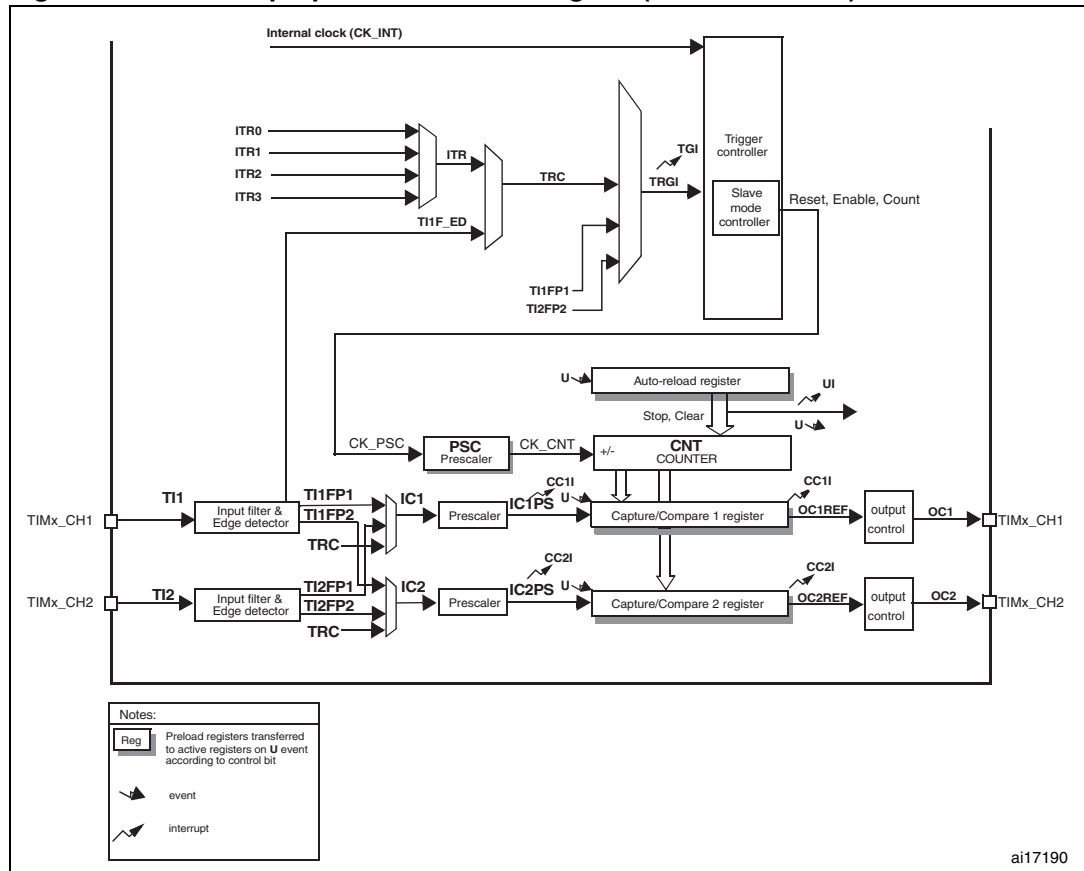 Internal clock (CK_INT)
ITR0
ITR1
ITR2
ITR3
ITR
TI1F_ED
TRC
TI1FP1
TI2FP2
TGI
TRGI
Trigger
controller
Slave
mode
controller
Reset, Enable, Count
U
Auto-reload register
UI
Stop, Clear
U
CK_PSC
PSC
Prescaler
CK_CNT
+/-
CNT
COUNTER
TIMx_CH1
TI1
Input filter &
Edge detector
TI1FP1
TI1FP2
TRC
IC1
Prescaler
CC1I
IC1PS
U
Capture/Compare 1 register
CC1I
OC1REF
output
control
OC1
TIMx_CH1
TIMx_CH2
TI2
Input filter &
Edge detector
TI2FP1
TI2FP2
TRC
IC2
Prescaler
CC2I
IC2PS
U
Capture/Compare 2 register
CC2I
OC2REF
output
control
OC2
TIMx_CH2
Notes:
Reg
Preload registers transferred
to active registers on U event
according to control bit
event
interrupt
ai17190